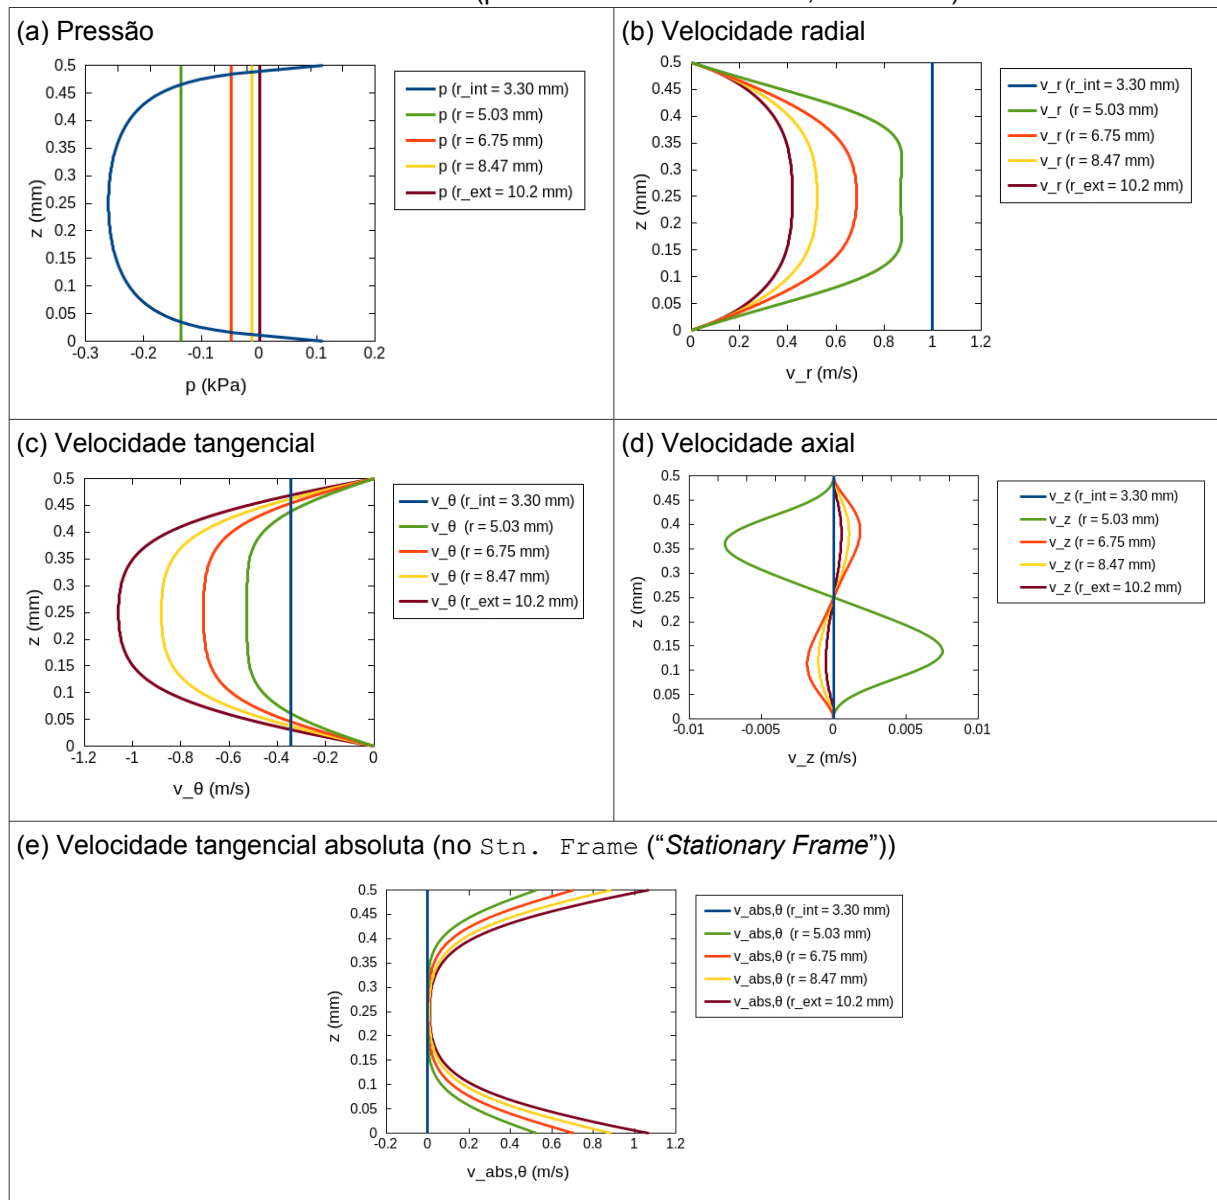 (a) Pressão
0.5
0.45
0.4
0.35
0.3
0.25
0.2
0.15
0.1
0.05
0
z (mm)
-0.3 -0.2 -0.1 0 0.1 0.2
p (kPa)
p (r_int = 3.30 mm)
p (r = 5.03 mm)
p (r = 6.75 mm)
p (r = 8.47 mm)
p (r_ext = 10.2 mm)
(b) Velocidade radial
0.5
0.45
0.4
0.35
0.3
0.25
0.2
0.15
0.1
0.05
0
z (mm)
0 0.2 0.4 0.6 0.8 1 1.2
v_r (m/s)
v_r (r_int = 3.30 mm)
v_r (r = 5.03 mm)
v_r (r = 6.75 mm)
v_r (r = 8.47 mm)
v_r (r_ext = 10.2 mm)
(c) Velocidade tangencial
0.5
0.45
0.4
0.35
0.3
0.25
0.2
0.15
0.1
0.05
0
z (mm)
-1.2 -1 -0.8 -0.6 -0.4 -0.2 0
v_θ (m/s)
v_θ (r_int = 3.30 mm)
v_θ (r = 5.03 mm)
v_θ (r = 6.75 mm)
v_θ (r = 8.47 mm)
v_θ (r_ext = 10.2 mm)
(d) Velocidade axial
0.5
0.45
0.4
0.35
0.3
0.25
0.2
0.15
0.1
0.05
0
z (mm)
-0.01 -0.005 0 0.005 0.01
v_z (m/s)
v_z (r_int = 3.30 mm)
v_z (r = 5.03 mm)
v_z (r = 6.75 mm)
v_z (r = 8.47 mm)
v_z (r_ext = 10.2 mm)
(e) Velocidade tangencial absoluta (no Stn. Frame (“Stationary Frame”))
0.5
0.45
0.4
0.35
0.3
0.25
0.2
0.15
0.1
0.05
0
z (mm)
-0.2 0 0.2 0.4 0.6 0.8 1 1.2
v_abs,θ (m/s)
v_abs,θ (r_int = 3.30 mm)
v_abs,θ (r = 5.03 mm)
v_abs,θ (r = 6.75 mm)
v_abs,θ (r = 8.47 mm)
v_abs,θ (r_ext = 10.2 mm)